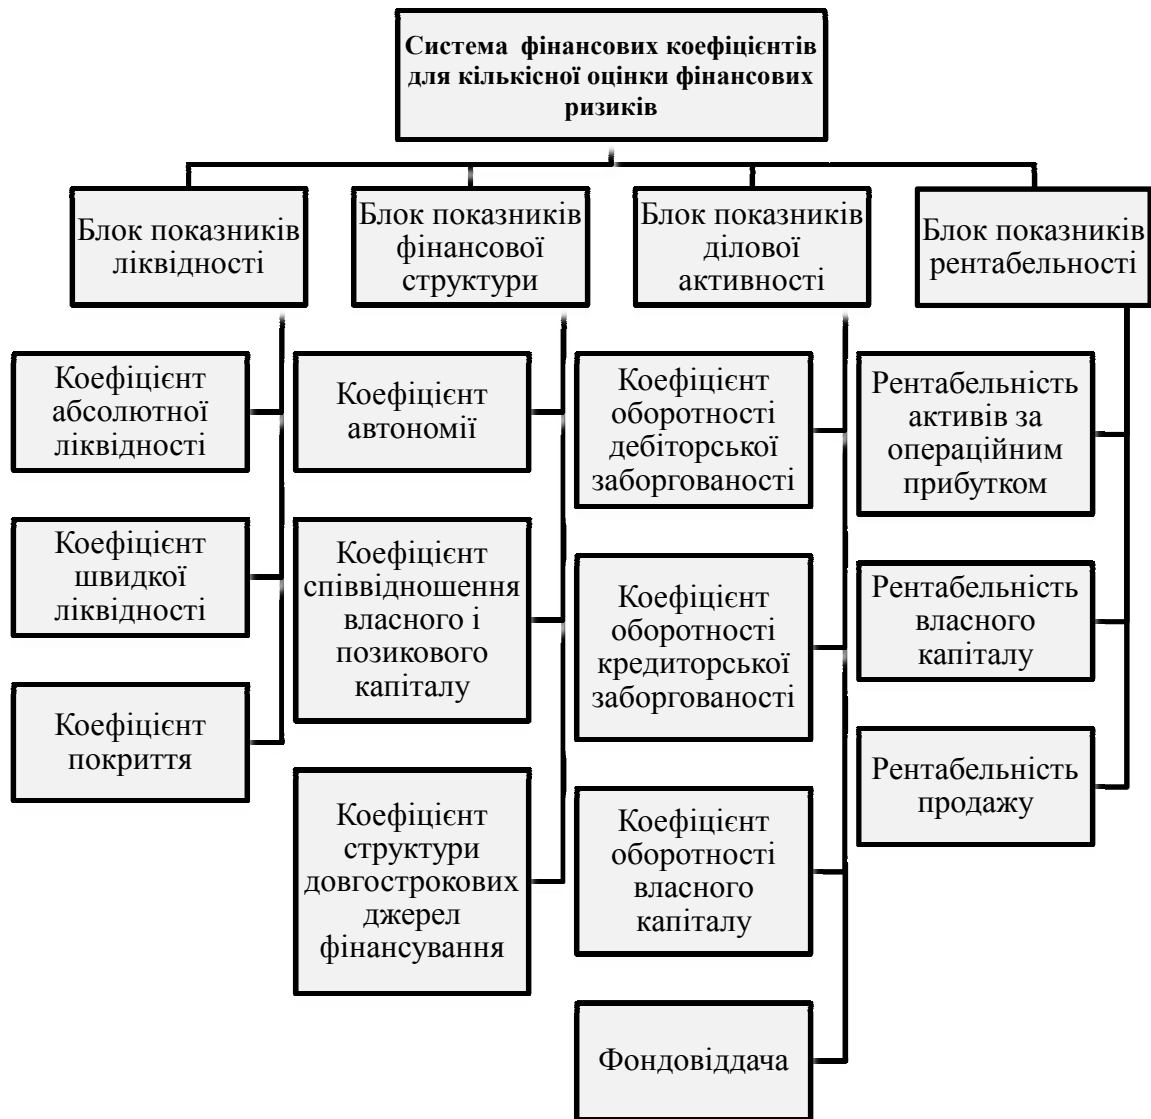 Система фінансових коефіцієнтів
для кількісної оцінки фінансових
ризиків
Блок показників
ліквідності
Блок показників
фінансової
структури
Блок показників
ділової
активності
Блок показників
рентабельності
Коефіцієнт
абсолютної
ліквідності
Коефіцієнт
швидкої
ліквідності
Коефіцієнт
покриття
Коефіцієнт
автономії
Коефіцієнт
співвідношення
власного і
позикового
капіталу
Коефіцієнт
структури
довгострокових
джерел
фінансування
Коефіцієнт
оборотності
дебіторської
заборгованості
Коефіцієнт
оборотності
кредиторської
заборгованості
Коефіцієнт
оборотності
власного
капіталу
Фондовіддача
Рентабельність
активів за
операційним
прибутком
Рентабельність
власного
капіталу
Рентабельність
продажу